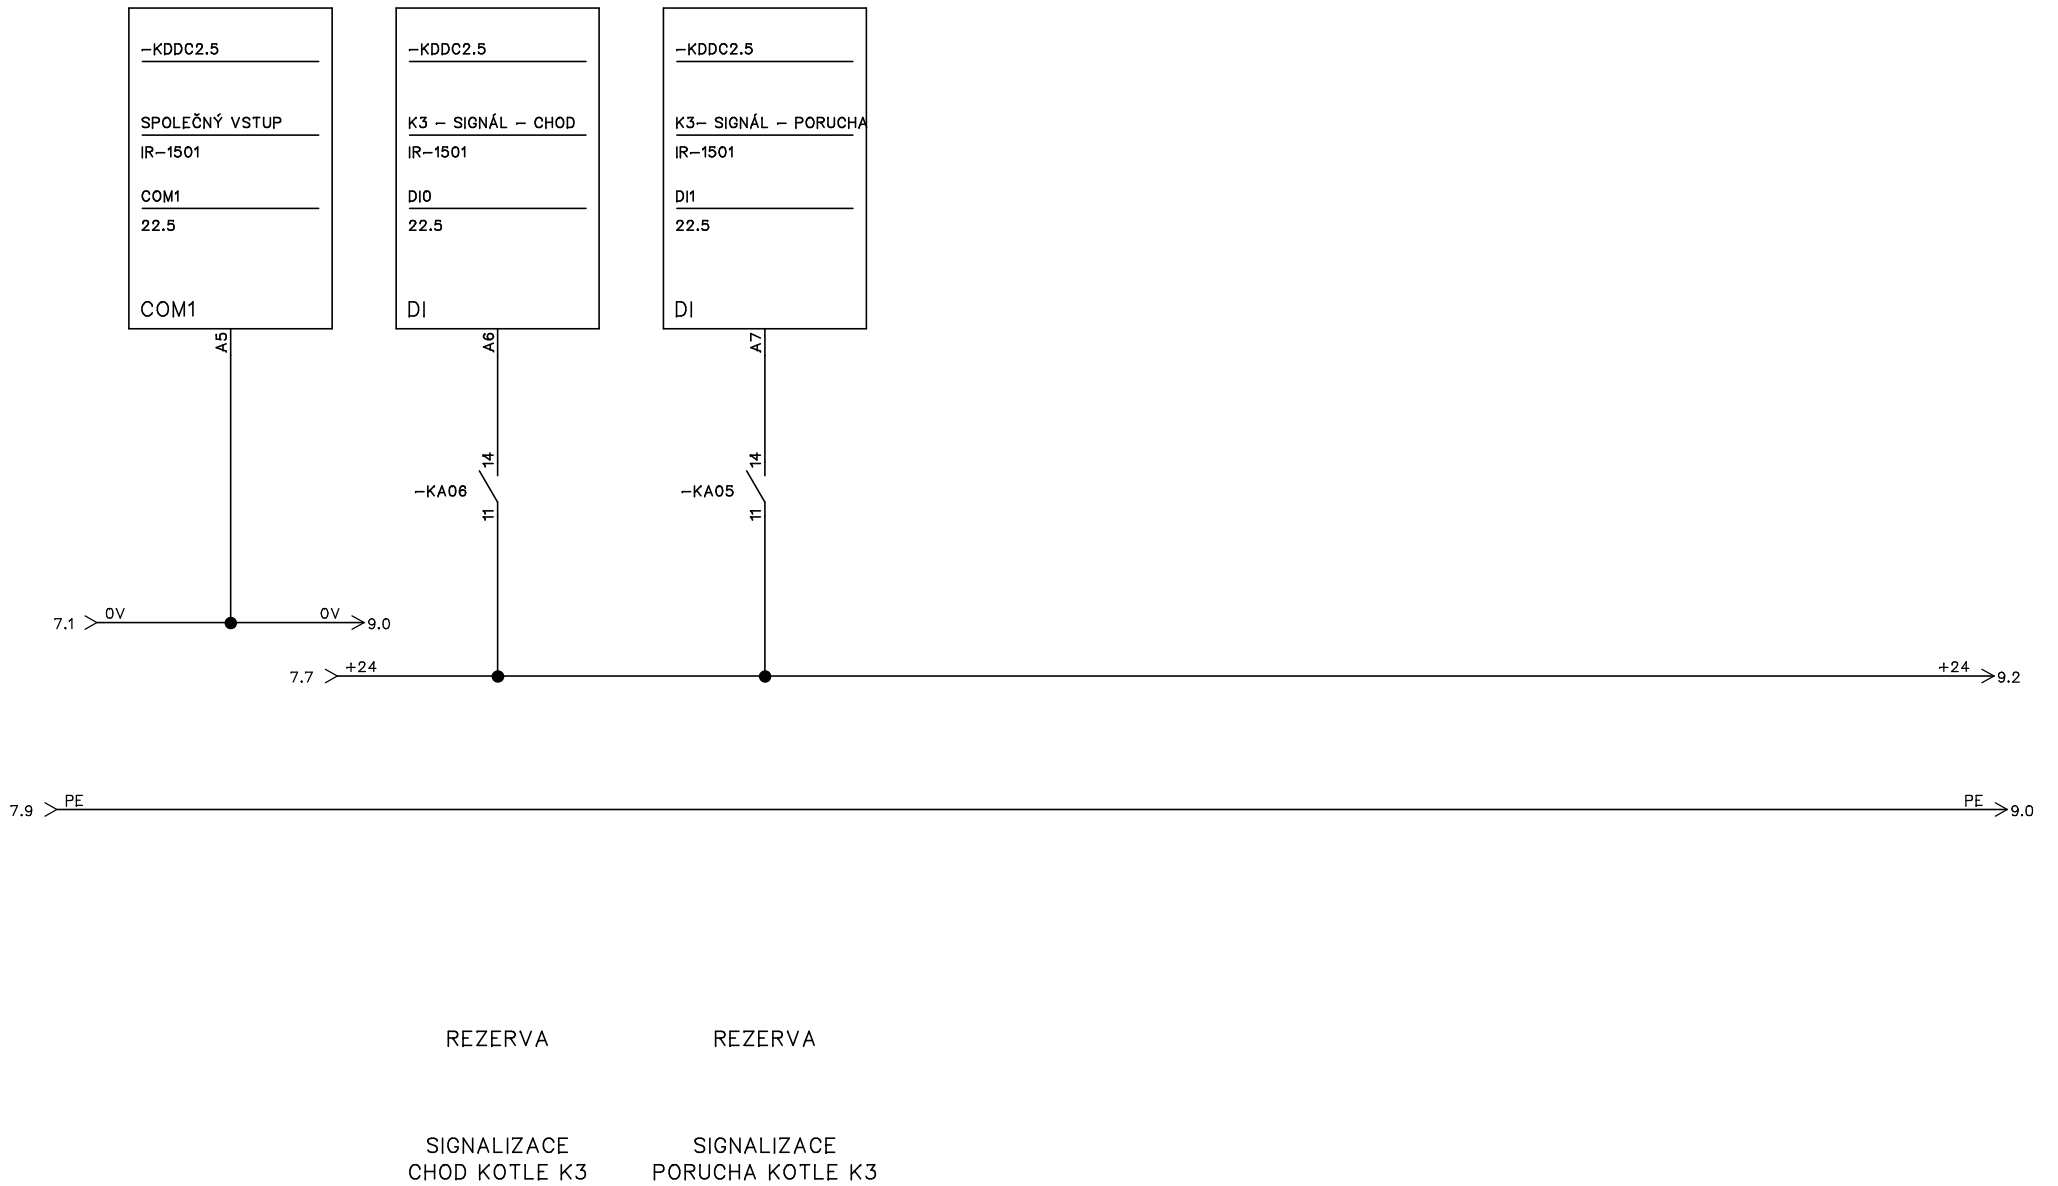 -KDDC2.5
SPOLEČNÝ VSTUP
IR-1501
COM1
22.5
COM1
A5
-KDDC2.5
K3 - SIGNÁL - CHOD
IR-1501
DI0
22.5
DI
A6
-KDDC2.5
K3- SIGNÁL - PORUCHA
IR-1501
DI1
22.5
DI
A7
14
-KA06
11
14
-KA05
11
7.1
0V
0V
9.0
7.7
+24
+24
9.2
7.9
PE
PE
9.0
REZERVA
REZERVA
SIGNALIZACE
CHOD KOTLE K3
SIGNALIZACE
PORUCHA KOTLE K3